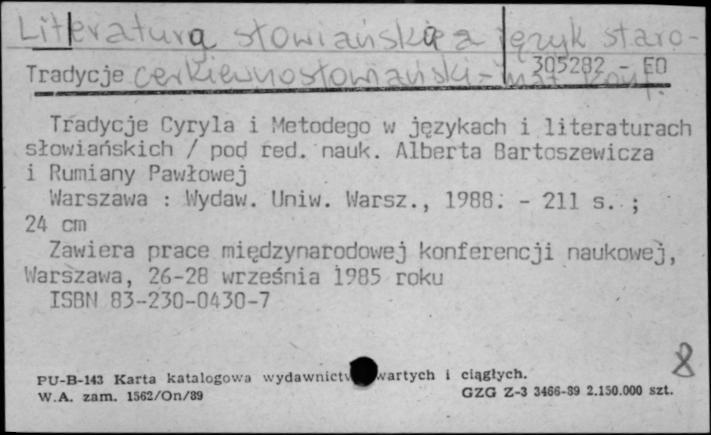 Literatura słowiańska a język staro-
Tradycje cerkiewnosłowiański - mat. konf.
305282 - EO
Tradycje Cyryla i Metodego w językach i literaturach
słowiańskich / pod red. nauk. Alberta Bartoszewicza
i Rumiany Pawłowej
Warszawa : Wydaw. Uniw. Warsz., 1988. - 211 s. ;
24 cm
Zawiera prace międzynarodowej konferencji naukowej,
Warszawa, 26-28 września 1985 roku
ISBN 83-230-0430-7
8
PU-B-143 Karta katalogowa wydawnictw zwartych i ciągłych.
W.A. zam. 1562/On/89 GZG Z-3 3466-89 2.150.000 szt.